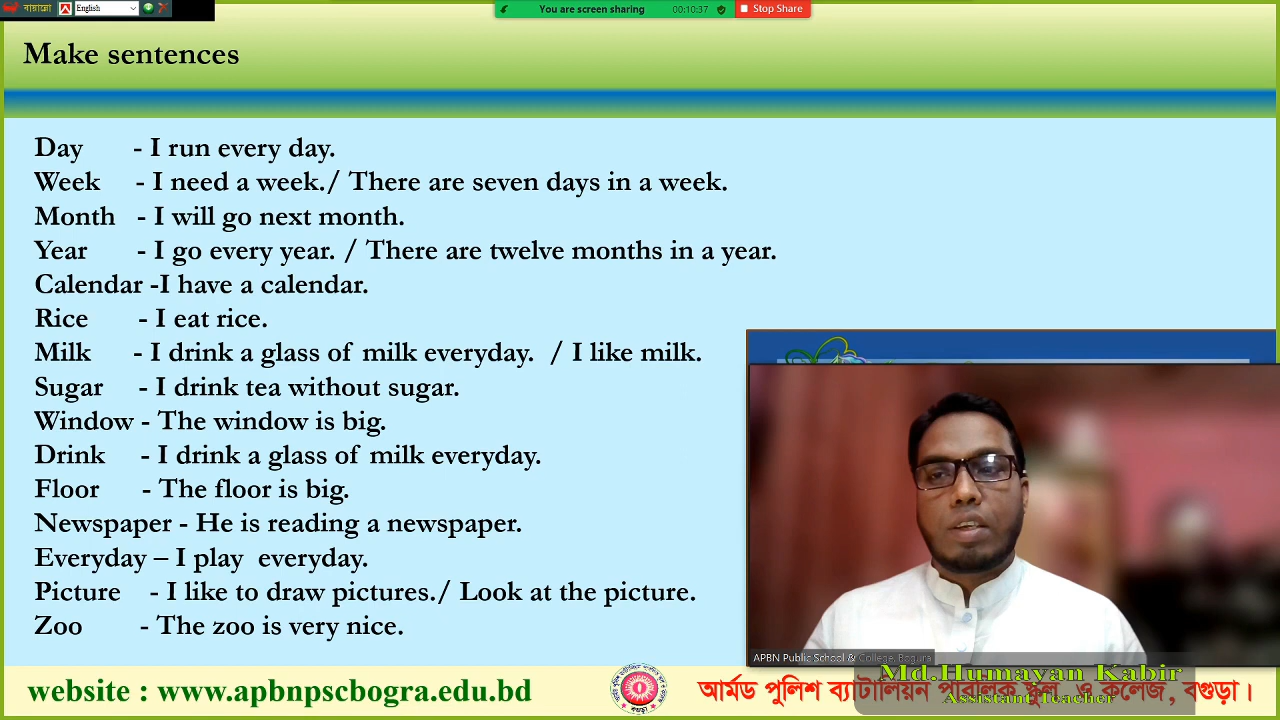 বায়ান্নো English
You are screen sharing 00:10:37 Stop Share
Make sentences
Day - I run every day.
Week - I need a week./ There are seven days in a week.
Month - I will go next month.
Year - I go every year. / There are twelve months in a year.
Calendar -I have a calendar.
Rice - I eat rice.
Milk - I drink a glass of milk everyday. / I like milk.
Sugar - I drink tea without sugar.
Window - The window is big.
Drink - I drink a glass of milk everyday.
Floor - The floor is big.
Newspaper - He is reading a newspaper.
Everyday – I play everyday.
Picture - I like to draw pictures./ Look at the picture.
Zoo - The zoo is very nice.
APBN Public School & College, Bogura
Md.Humayan Kabir
Assistant Teacher
website : www.apbnpscbogra.edu.bd
আর্মড পুলিশ ব্যাটালিয়ন পাবলিক স্কুল ও কলেজ, বগুড়া।